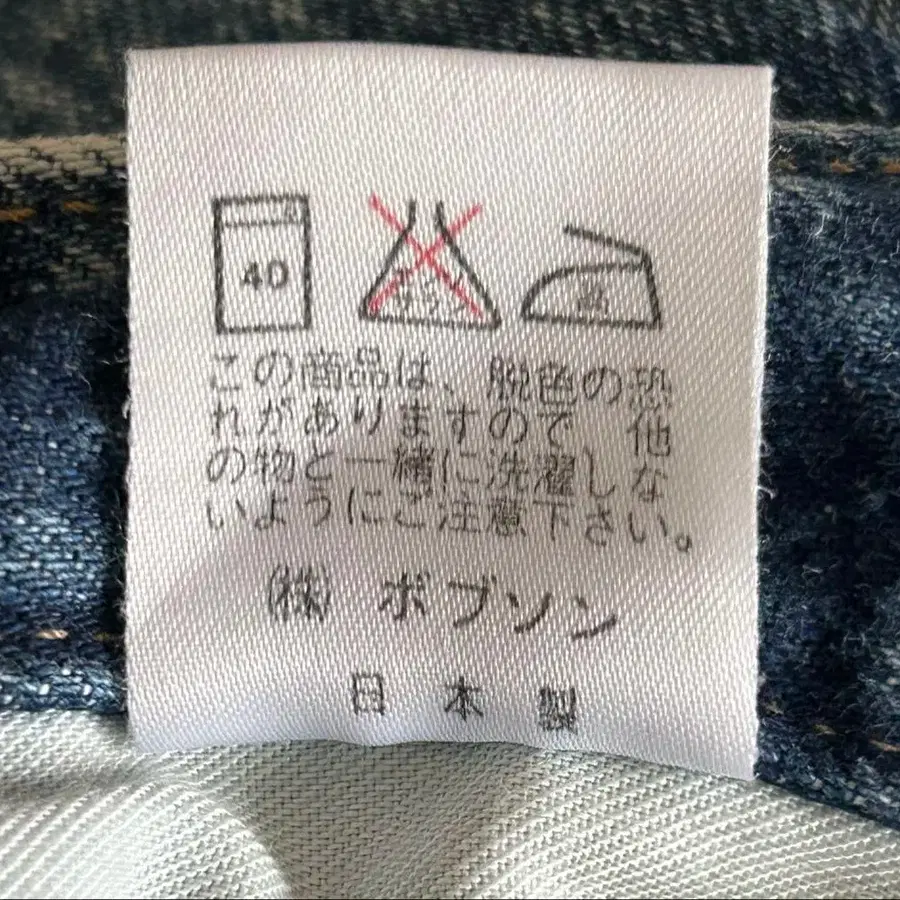 40
エンソ
サラシ
高
この商品は、脱色の恐
れがありますので 他
の物と一緒に洗濯しな
いようにご注意下さい。
㈱ ボブソン
日本製